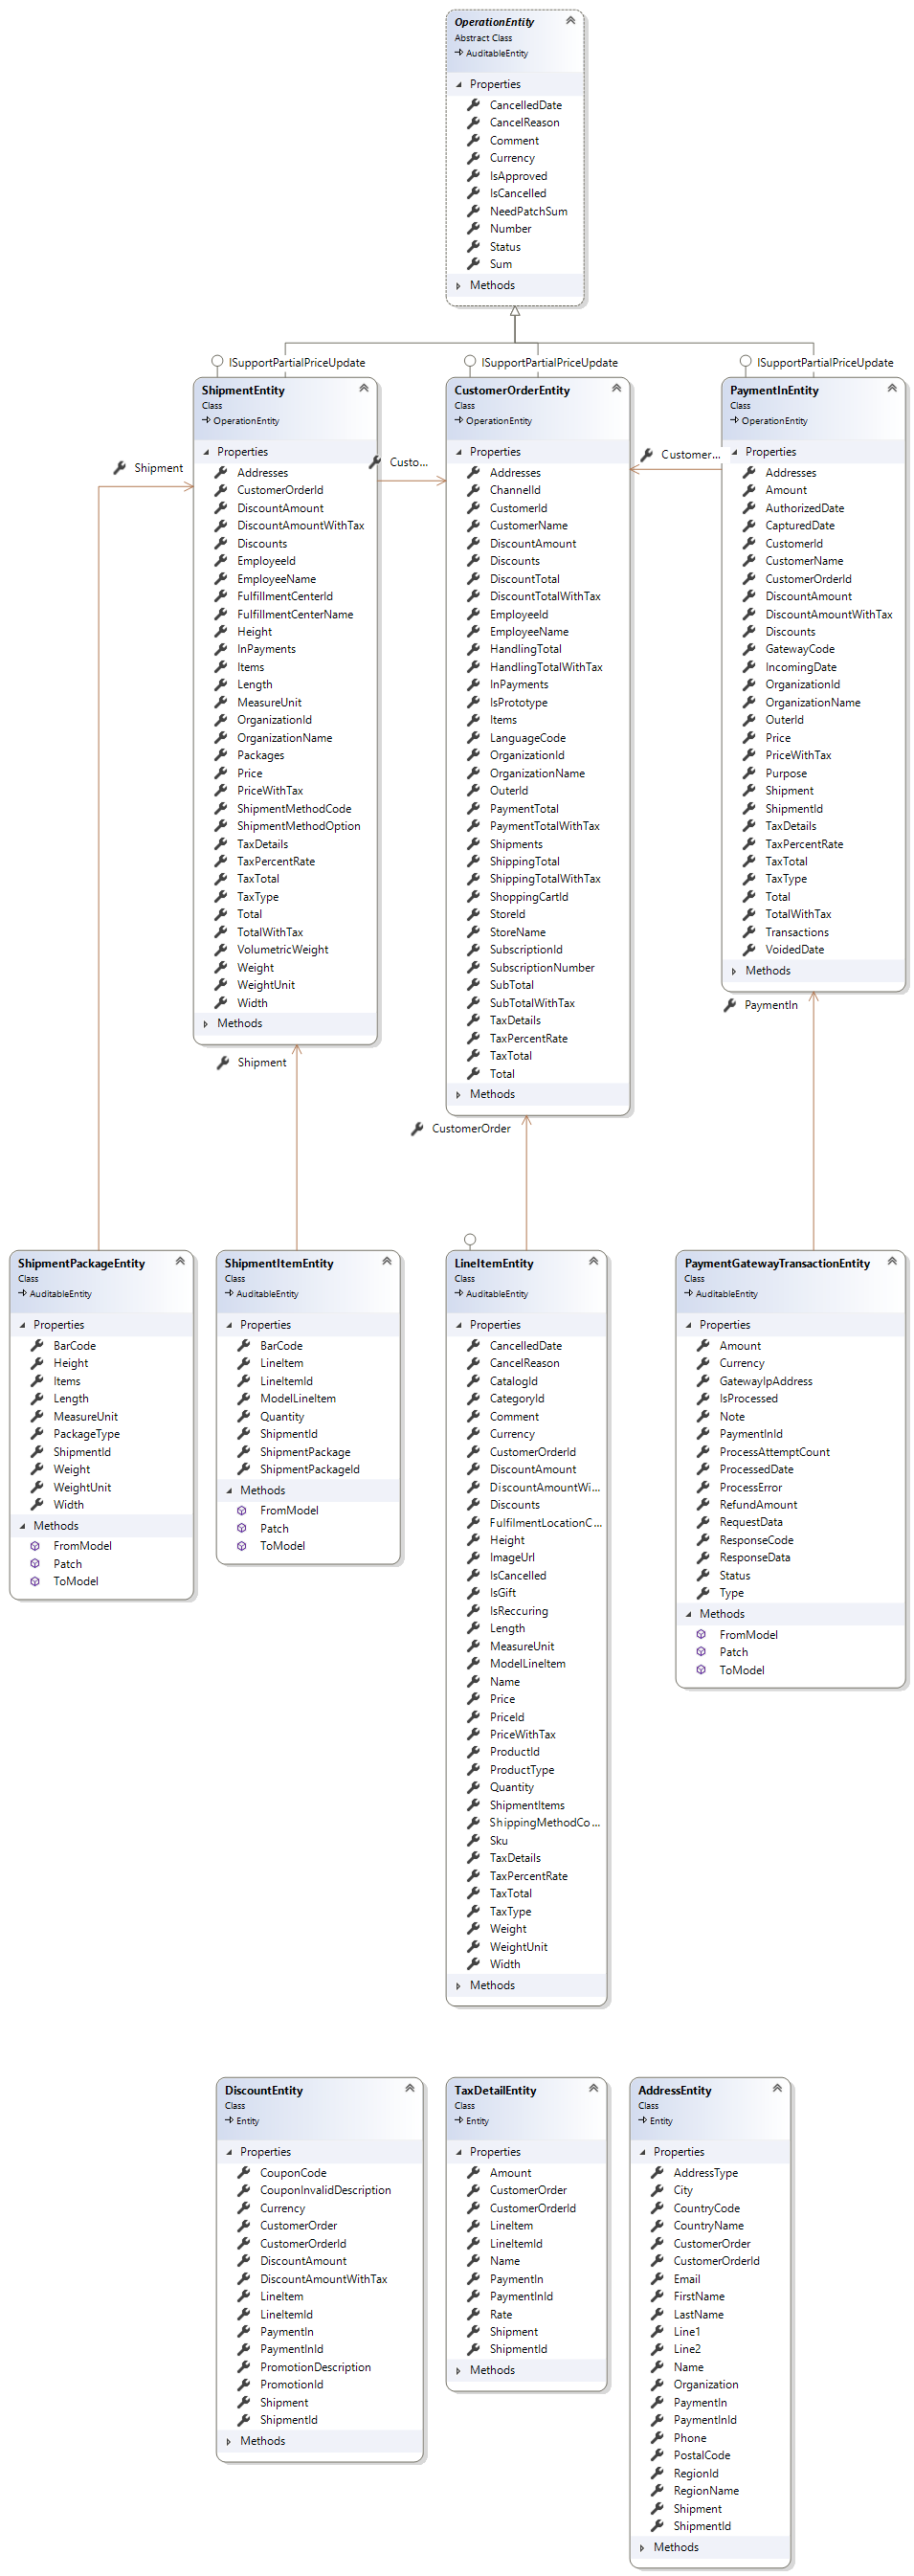 OperationEntity
Abstract Class
AuditableEntity
Properties
CancelledDate
CancelReason
Comment
Currency
IsApproved
IsCancelled
NeedPatchSum
Number
Status
Sum
Methods
ISupportPartialPriceUpdate
ShipmentEntity
Class
OperationEntity
Properties
Addresses
CustomerOrderId
DiscountAmount
DiscountAmountWithTax
Discounts
EmployeeId
EmployeeName
FulfillmentCenterId
FulfillmentCenterName
Height
InPayments
Items
Length
MeasureUnit
OrganizationId
OrganizationName
Packages
Price
PriceWithTax
ShipmentMethodCode
ShipmentMethodOption
TaxDetails
TaxPercentRate
TaxTotal
TaxType
Total
TotalWithTax
VolumetricWeight
Weight
WeightUnit
Width
Methods
Shipment
Shipment
Custo...
ISupportPartialPriceUpdate
CustomerOrderEntity
Class
OperationEntity
Properties
Addresses
ChannelId
CustomerId
CustomerName
DiscountAmount
Discounts
DiscountTotal
DiscountTotalWithTax
EmployeeId
EmployeeName
HandlingTotal
HandlingTotalWithTax
InPayments
IsPrototype
Items
LanguageCode
OrganizationId
OrganizationName
OuterId
PaymentTotal
PaymentTotalWithTax
Shipments
ShippingTotal
ShippingTotalWithTax
ShoppingCartId
StoreId
StoreName
SubscriptionId
SubscriptionNumber
SubTotal
SubTotalWithTax
TaxDetails
TaxPercentRate
TaxTotal
Total
Methods
CustomerOrder
Customer...
ISupportPartialPriceUpdate
PaymentInEntity
Class
OperationEntity
Properties
Addresses
Amount
AuthorizedDate
CapturedDate
CustomerId
CustomerName
CustomerOrderId
DiscountAmount
DiscountAmountWithTax
Discounts
GatewayCode
IncomingDate
OrganizationId
OrganizationName
OuterId
Price
PriceWithTax
Purpose
Shipment
ShipmentId
TaxDetails
TaxPercentRate
TaxTotal
TaxType
Total
TotalWithTax
Transactions
VoidedDate
Methods
PaymentIn
ShipmentPackageEntity
Class
AuditableEntity
Properties
BarCode
Height
Items
Length
MeasureUnit
PackageType
ShipmentId
Weight
WeightUnit
Width
Methods
FromModel
Patch
ToModel
ShipmentItemEntity
Class
AuditableEntity
Properties
BarCode
LineItem
LineItemId
ModelLineItem
Quantity
ShipmentId
ShipmentPackage
ShipmentPackageId
Methods
FromModel
Patch
ToModel
LineItemEntity
Class
AuditableEntity
Properties
CancelledDate
CancelReason
CatalogId
CategoryId
Comment
Currency
CustomerOrderId
DiscountAmount
DiscountAmountWi...
Discounts
FulfilmentLocationC...
Height
ImageUrl
IsCancelled
IsGift
IsReccuring
Length
MeasureUnit
ModelLineItem
Name
Price
PriceId
PriceWithTax
ProductId
ProductType
Quantity
ShipmentItems
ShippingMethodCo...
Sku
TaxDetails
TaxPercentRate
TaxTotal
TaxType
Weight
WeightUnit
Width
Methods
PaymentGatewayTransactionEntity
Class
AuditableEntity
Properties
Amount
Currency
GatewayIpAddress
IsProcessed
Note
PaymentInId
ProcessAttemptCount
ProcessedDate
ProcessError
RefundAmount
RequestData
ResponseCode
ResponseData
Status
Type
Methods
FromModel
Patch
ToModel
DiscountEntity
Class
Entity
Properties
CouponCode
CouponInvalidDescription
Currency
CustomerOrder
CustomerOrderId
DiscountAmount
DiscountAmountWithTax
LineItem
LineItemId
PaymentIn
PaymentInId
PromotionDescription
PromotionId
Shipment
ShipmentId
Methods
TaxDetailEntity
Class
Entity
Properties
Amount
CustomerOrder
CustomerOrderId
LineItem
LineItemId
Name
PaymentIn
PaymentInId
Rate
Shipment
ShipmentId
Methods
AddressEntity
Class
Entity
Properties
AddressType
City
CountryCode
CountryName
CustomerOrder
CustomerOrderId
Email
FirstName
LastName
Line1
Line2
Name
Organization
PaymentIn
PaymentInId
Phone
PostalCode
RegionId
RegionName
Shipment
ShipmentId
Methods